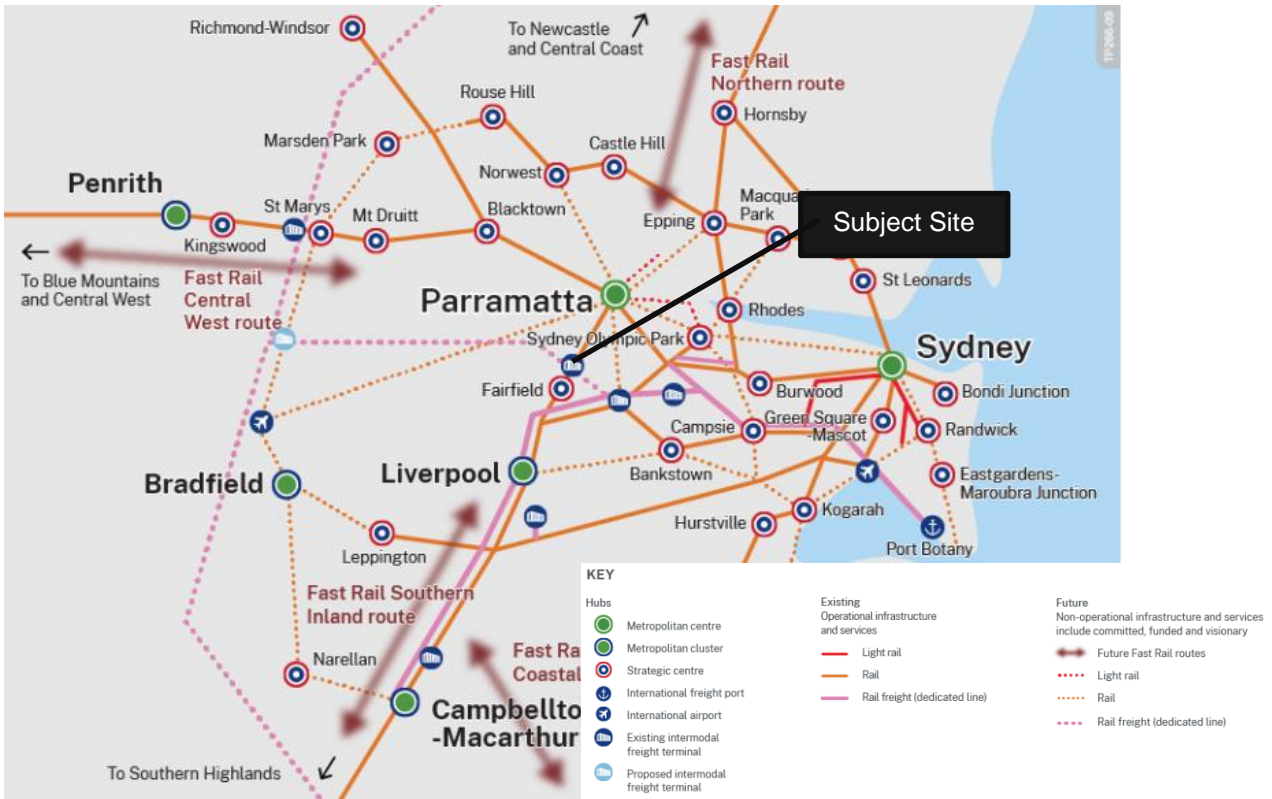 Richmond-Windsor
To Newcastle
and Central Coast
Fast Rail
Northern route
TP266-09
Rouse Hill
Hornsby
Marsden Park
Castle Hill
Norwest
Penrith
St Marys
Mt Druitt
Blacktown
Epping
Park
Subject Site
Kingswood
To Blue Mountains
and Central West
Fast Rail
Central
West route
St Leonards
Parramatta
Rhodes
Sydney Olympic Park
Sydney
Fairfield
Burwood
Bondi Junction
Campsie
Green Square
-Mascot
Randwick
Liverpool
Bankstown
Bradfield
Eastgardens-
Maroubra Junction
Hurstville
Kogarah
Port Botany
Leppington
Fast Rail Southern
Inland route
Narellan
Fast
Coastal
-Macarthur
To Southern Highlands
KEY
Hubs
Metropolitan centre
Metropolitan cluster
Strategic centre
International freight port
International airport
Existing intermodal
freight terminal
Proposed intermodal
freight terminal
Existing
Operational infrastructure
and services
Light rail
Rail
Rail freight (dedicated line)
Future
Non-operational infrastructure and services
include committed, funded and visionary
Future Fast Rail routes
Light rail
Rail
Rail freight (dedicated line)